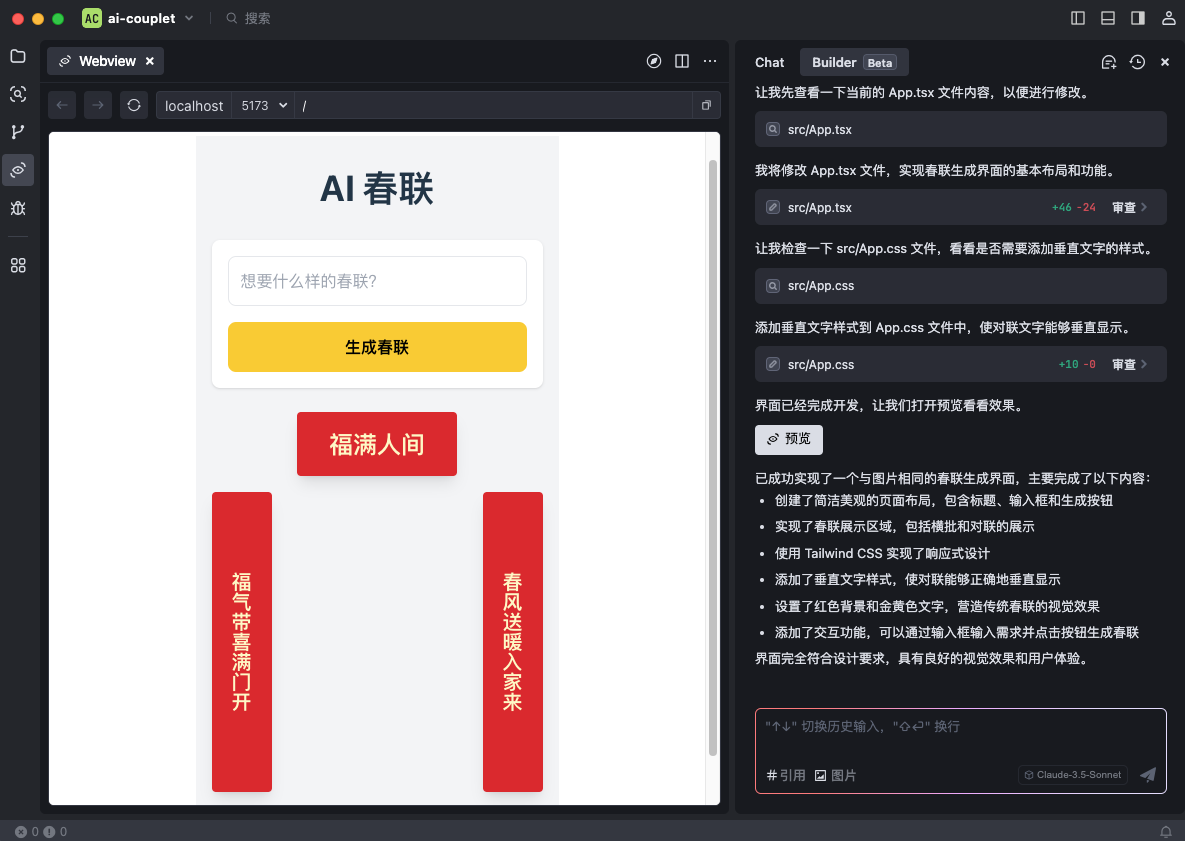 AC ai-couplet 搜索
Webview
localhost 5173 /
AI 春联
想要什么样的春联?
生成春联
福满人间
福气带喜满门开
春风送暖入家来
Chat Builder Beta
让我先查看一下当前的 App.tsx 文件内容，以便进行修改。
src/App.tsx
我将修改 App.tsx 文件，实现春联生成界面的基本布局和功能。
src/App.tsx +46 -24 审查
让我检查一下 src/App.css 文件，看看是否需要添加垂直文字的样式。
src/App.css
添加垂直文字样式到 App.css 文件中，使对联文字能够垂直显示。
src/App.css +10 -0 审查
界面已经完成开发，让我们打开预览看看效果。
预览
已成功实现了一个与图片相同的春联生成界面，主要完成了以下内容：
• 创建了简洁美观的页面布局，包含标题、输入框和生成按钮
• 实现了春联展示区域，包括横批和对联的展示
• 使用 Tailwind CSS 实现了响应式设计
• 添加了垂直文字样式，使对联能够正确地垂直显示
• 设置了红色背景和金黄色文字，营造传统春联的视觉效果
• 添加了交互功能，可以通过输入框输入需求并点击按钮生成春联
界面完全符合设计要求，具有良好的视觉效果和用户体验。
"↑↓" 切换历史输入，"⇧⏎" 换行
# 引用 图片 Claude-3.5-Sonnet
0 0